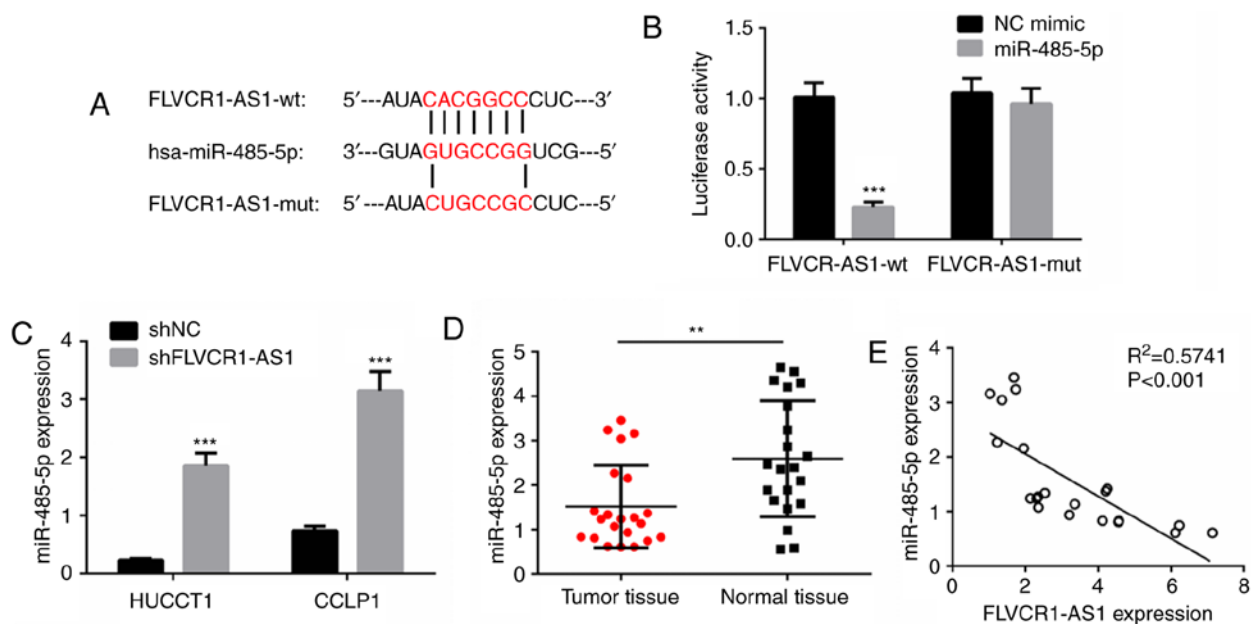 A
FLVCR1-AS1-wt: 5′---AUACACGGCCCUC---3′
hsa-miR-485-5p: 3′---GUAGUGCCGGUCG---5′
FLVCR1-AS1-mut: 5′---AUACUGCCGCCUC---5′
B
NC mimic
miR-485-5p
Luciferase activity
1.5
1.0
0.5
0.0
***
FLVCR-AS1-wt FLVCR-AS1-mut
C
shNC
shFLVCR1-AS1
miR-485-5p expression
4
3
2
1
0
***
***
HUCCT1 CCLP1
D
**
miR-485-5p expression
5
4
3
2
1
0
Tumor tissue Normal tissue
E
R²=0.5741
P<0.001
miR-485-5p expression
4
3
2
1
0
0 2 4 6 8
FLVCR1-AS1 expression